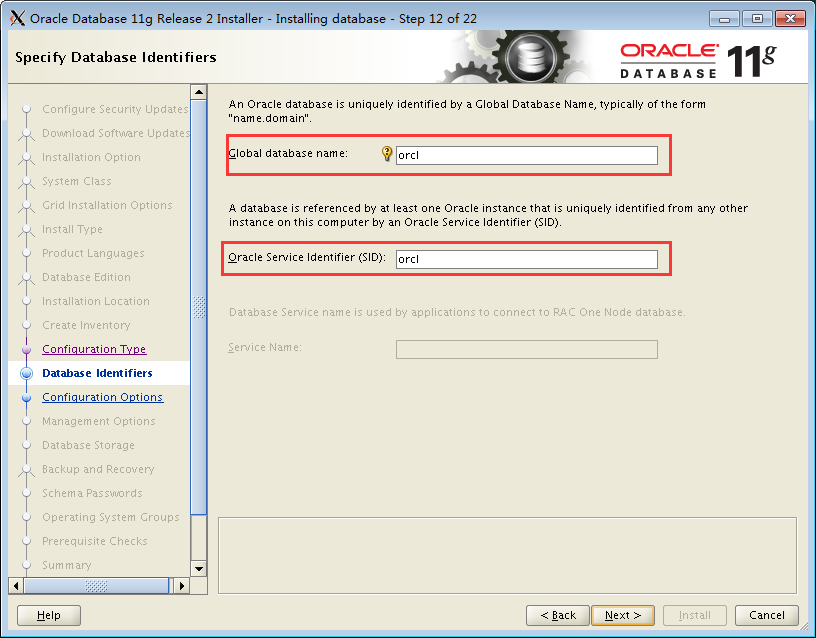 Oracle Database 11g Release 2 Installer - Installing database - Step 12 of 22
Specify Database Identifiers
ORACLE
DATABASE
11g
Configure Security Updates
Download Software Updates
Installation Option
System Class
Grid Installation Options
Install Type
Product Languages
Database Edition
Installation Location
Create Inventory
Configuration Type
Database Identifiers
Configuration Options
Management Options
Database Storage
Backup and Recovery
Schema Passwords
Operating System Groups
Prerequisite Checks
Summary
An Oracle database is uniquely identified by a Global Database Name, typically of the form
"name.domain".
Global database name:
orcl
A database is referenced by at least one Oracle instance that is uniquely identified from any other
instance on this computer by an Oracle Service Identifier (SID).
Oracle Service Identifier (SID):
orcl
Database Service name is used by applications to connect to RAC One Node database.
Service Name:
Help
< Back
Next >
Install
Cancel